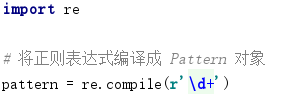 import re
# 将正则表达式编译成 Pattern 对象
pattern = re.compile(r'\d+')